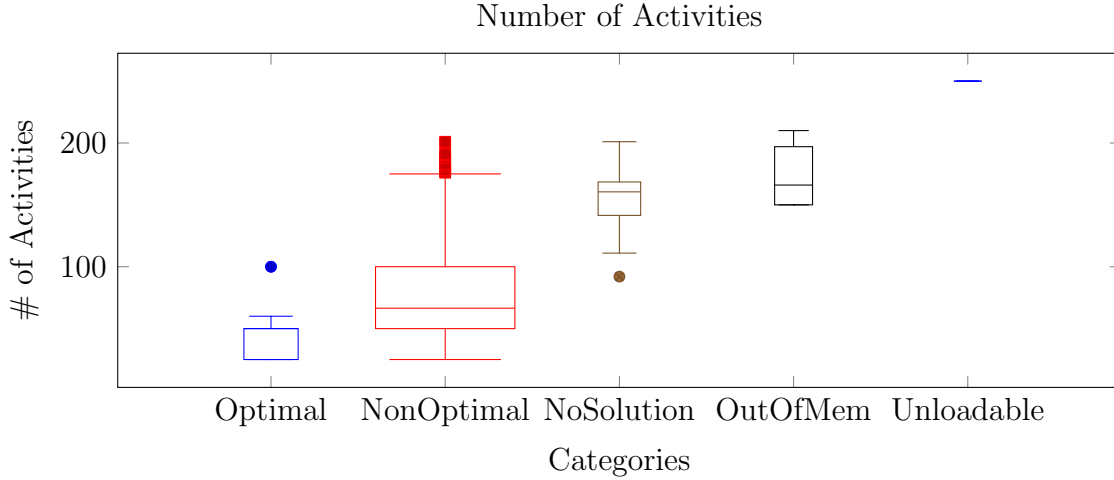 Number of Activities
# of Activities
200
100
Optimal NonOptimal NoSolution OutOfMem Unloadable
Categories